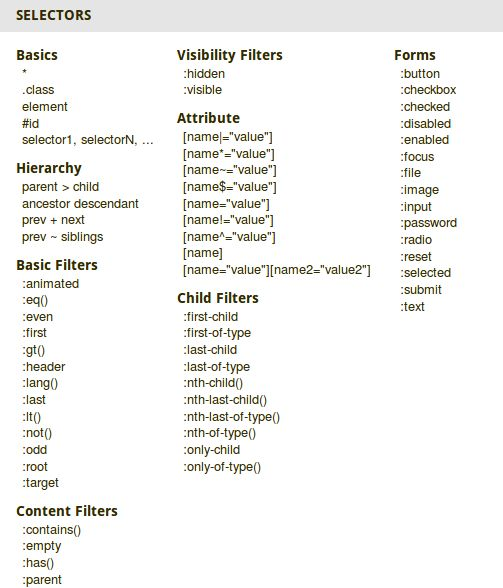 SELECTORS
Basics
*
.class
element
#id
selector1, selectorN, ...
Hierarchy
parent > child
ancestor descendant
prev + next
prev ~ siblings
Basic Filters
:animated
:eq()
:even
:first
:gt()
:header
:lang()
:last
:lt()
:not()
:odd
:root
:target
Content Filters
:contains()
:empty
:has()
:parent
Visibility Filters
:hidden
:visible
Attribute
[name|="value"]
[name*="value"]
[name~="value"]
[name$="value"]
[name="value"]
[name!="value"]
[name^="value"]
[name]
[name="value"][name2="value2"]
Child Filters
:first-child
:first-of-type
:last-child
:last-of-type
:nth-child()
:nth-last-child()
:nth-last-of-type()
:nth-of-type()
:only-child
:only-of-type()
Forms
:button
:checkbox
:checked
:disabled
:enabled
:focus
:file
:image
:input
:password
:radio
:reset
:selected
:submit
:text